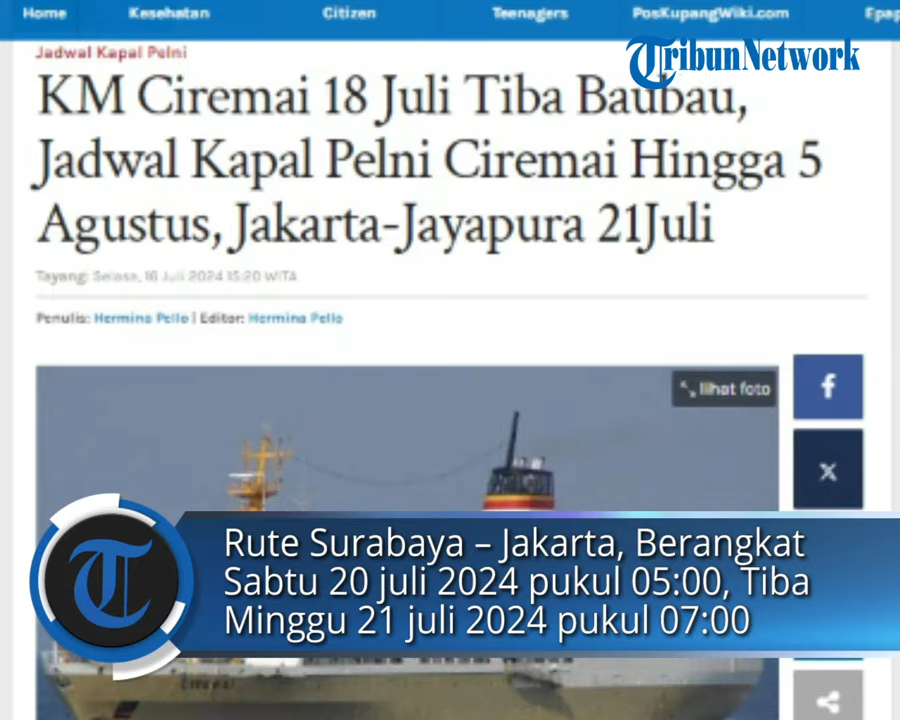 Home Kesehatan Citizen Teenagers PosKupangWiki.com Epap
Jadwal Kapal Pelni
TribunNetwork
KM Ciremai 18 Juli Tiba Baubau,
Jadwal Kapal Pelni Ciremai Hingga 5
Agustus, Jakarta-Jayapura 21Juli
Tayang: Selasa, 16 Juli 2024 15:20 WITA
Penulis: Hermina Pello | Editor: Hermina Pello
lihat foto
f
X
Rute Surabaya – Jakarta, Berangkat
Sabtu 20 juli 2024 pukul 05:00, Tiba
Minggu 21 juli 2024 pukul 07:00
T
CIREMAI